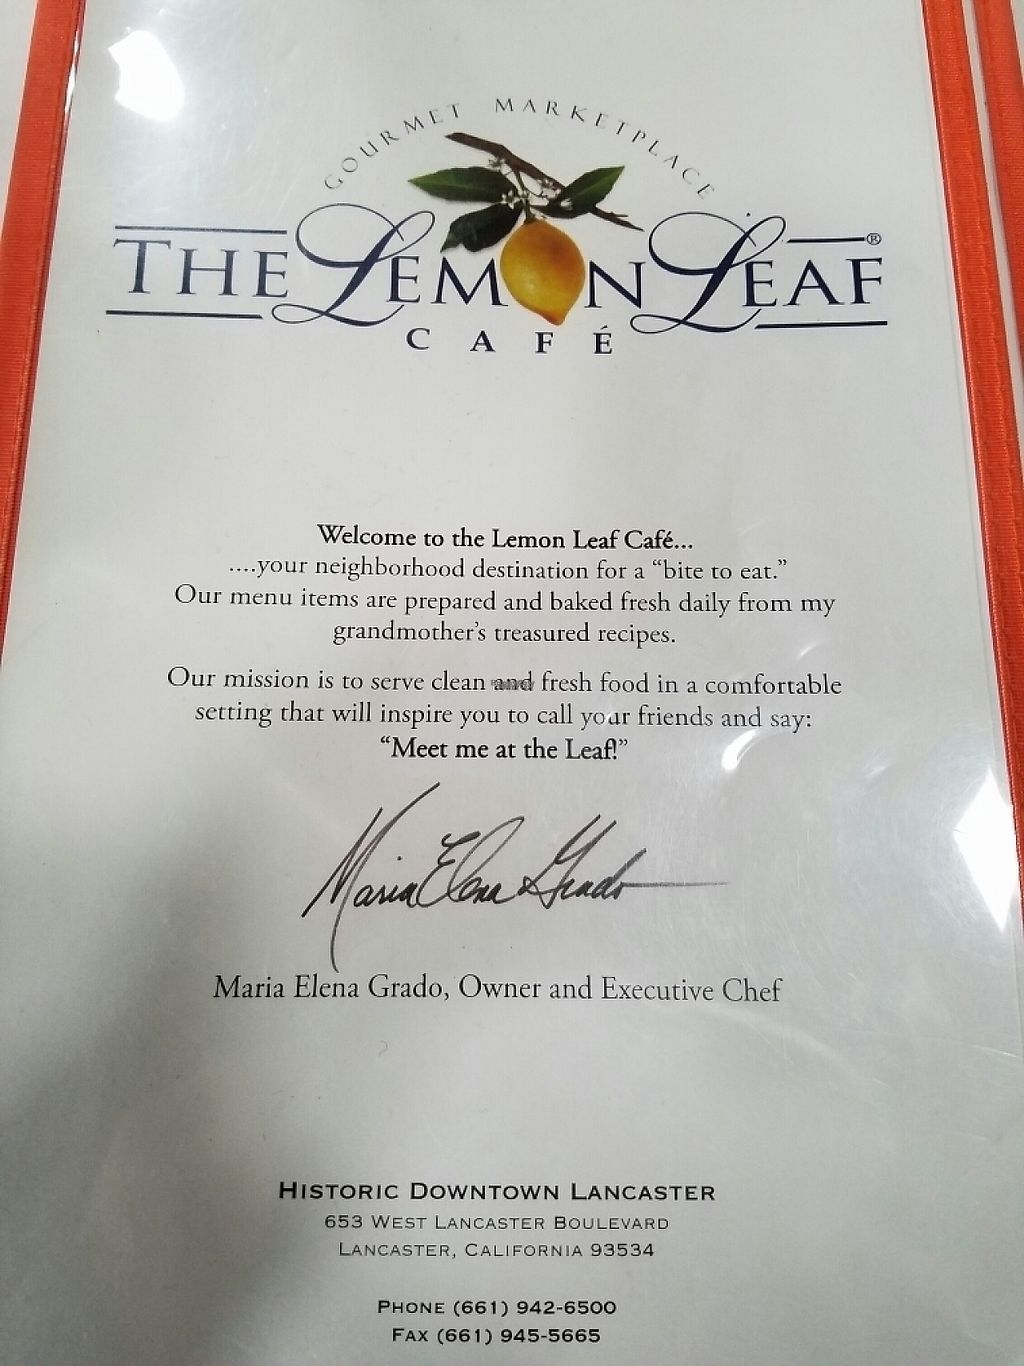 GOURMET MARKETPLACE
THE LEMON LEAF®
CAFÉ
Welcome to the Lemon Leaf Café...
....your neighborhood destination for a “bite to eat.”
Our menu items are prepared and baked fresh daily from my
grandmother’s treasured recipes.
Our mission is to serve clean and fresh food in a comfortable
setting that will inspire you to call your friends and say:
“Meet me at the Leaf!”
Maria Elena Grado
Maria Elena Grado, Owner and Executive Chef
HISTORIC DOWNTOWN LANCASTER
653 WEST LANCASTER BOULEVARD
LANCASTER, CALIFORNIA 93534
PHONE (661) 942-6500
FAX (661) 945-5665